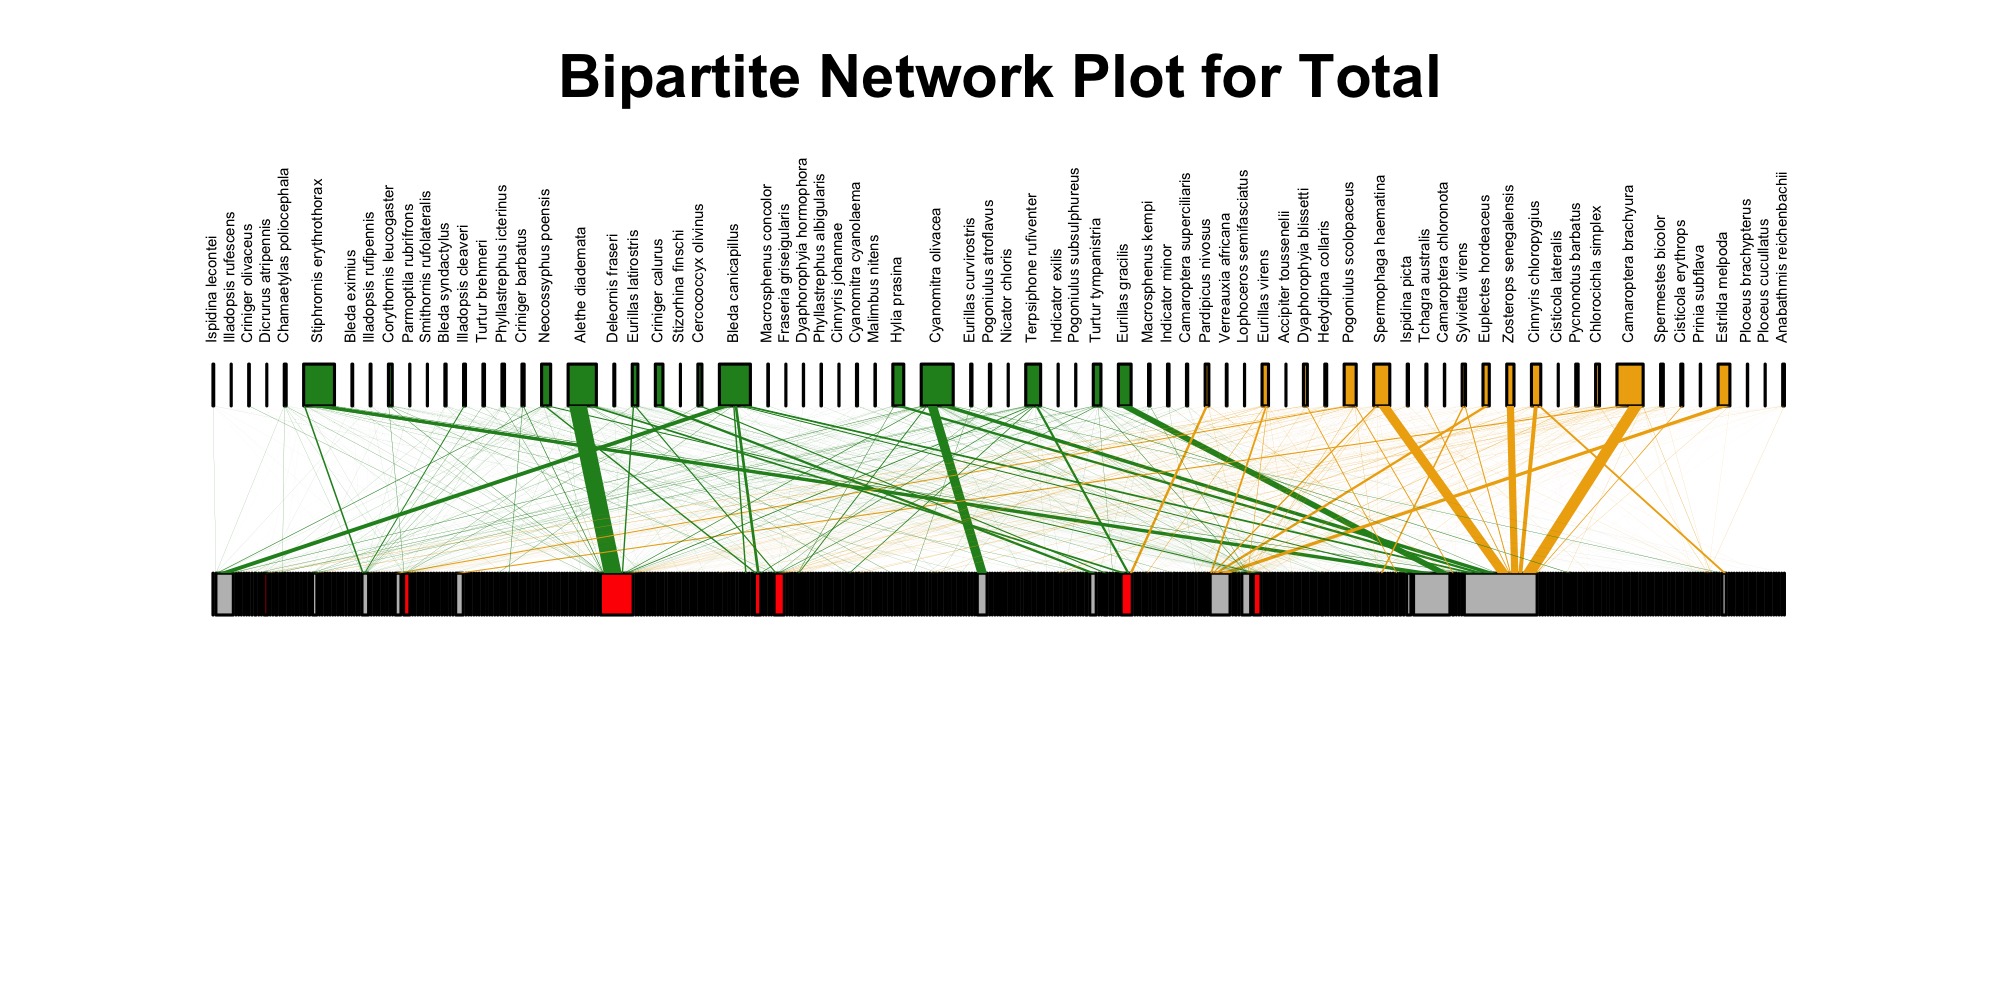 Bipartite Network Plot for Total
Ispidina lecontei
Illadopsis rufescens
Criniger olivaceus
Dicrurus atripennis
Chamaetylas poliocephala
Stiphrornis erythrothorax
Bleda eximius
Illadopsis rufipennis
Corythornis leucogaster
Parmoptila rubrifrons
Smithornis rufolateralis
Bleda syndactylus
Illadopsis cleaveri
Turtur brehmeri
Phyllastrephus icterinus
Criniger barbatus
Neocossyphus poensis
Alethe diademata
Deleornis fraseri
Eurillas latirostris
Criniger calurus
Stizorhina finschi
Cercococcyx olivinus
Bleda canicapillus
Macrosphenus concolor
Fraseria griseigularis
Dyaphorophyia hormophora
Phyllastrephus albigularis
Cinnyris johannae
Cyanomitra cyanolaema
Malimbus nitens
Hylia prasina
Cyanomitra olivacea
Eurillas curvirostris
Pogoniulus atroflavus
Nicator chloris
Terpsiphone rufiventer
Indicator exilis
Pogoniulus subsulphureus
Turtur tympanistria
Eurillas gracilis
Macrosphenus kempi
Indicator minor
Camaroptera superciliaris
Pardipicus nivosus
Verreauxia africana
Lophoceros semifasciatus
Eurillas virens
Accipiter toussenelii
Dyaphorophyia blissetti
Hedydipna collaris
Pogoniulus scolopaceus
Spermophaga haematina
Ispidina picta
Tchagra australis
Camaroptera chloronota
Sylvietta virens
Euplectes hordeaceus
Zosterops senegalensis
Cinnyris chloropygius
Cisticola lateralis
Pycnonotus barbatus
Chlorocichla simplex
Camaroptera brachyura
Spermestes bicolor
Cisticola erythrops
Prinia subflava
Estrilda melpoda
Ploceus brachypterus
Ploceus cucullatus
Anabathmis reichenbachii